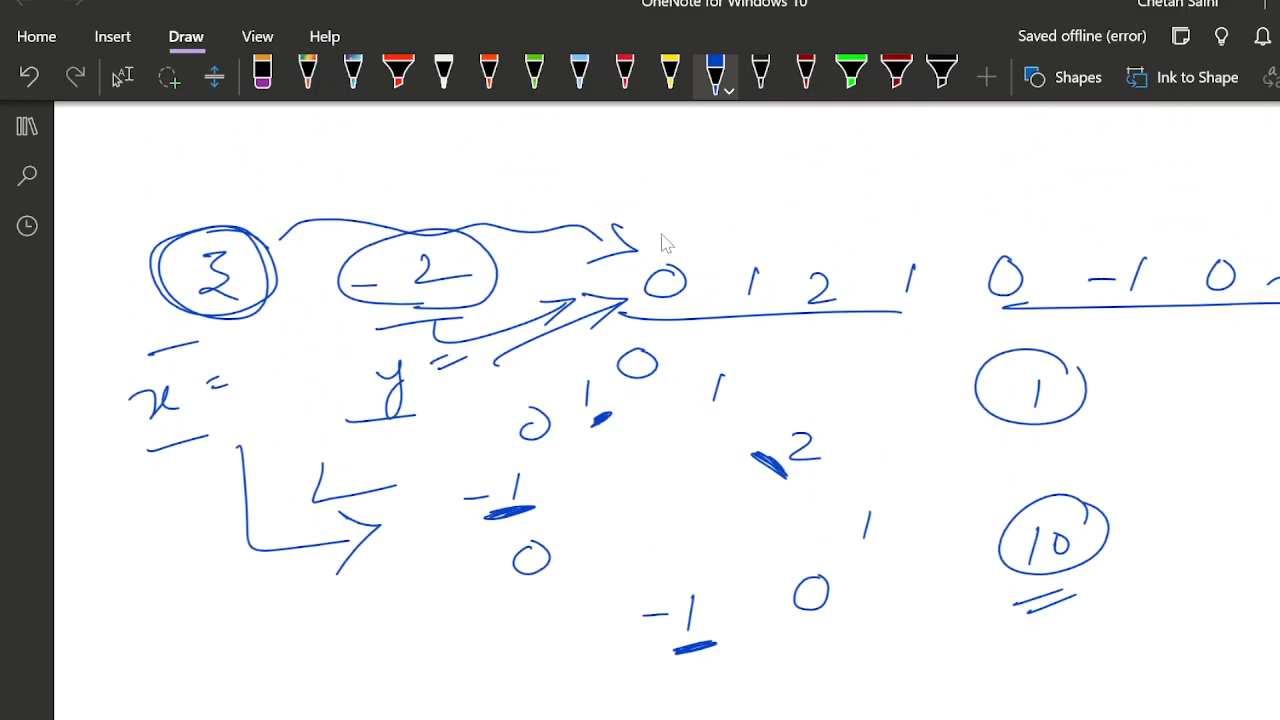 OneNote for Windows 10
Chetan Saini
Home Insert Draw View Help
Saved offline (error)
Shapes Ink to Shape
3 -2 0 1 2 1 0 -1 0
x = y = 0 1 1
0 1
2
-1
1
0 10
0
-1